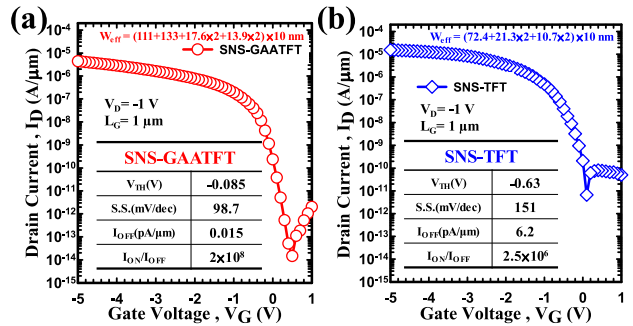 (a)
W_eff = (111+133+17.6x2+13.9x2)x10 nm
SNS-GAATFT
V_D= -1 V
L_G= 1 μm
SNS-GAATFT
V_TH(V) -0.085
S.S.(mV/dec) 98.7
I_OFF(pA/μm) 0.015
I_ON/I_OFF 2×10^8
Drain Current , I_D (A/μm)
10^-4
10^-5
10^-6
10^-7
10^-8
10^-9
10^-10
10^-11
10^-12
10^-13
10^-14
10^-15
-5 -4 -3 -2 -1 0 1
Gate Voltage , V_G (V)
(b)
W_eff = (72.4+21.3x2+10.7x2)×10 nm
SNS-TFT
V_D= -1 V
L_G= 1 μm
SNS-TFT
V_TH(V) -0.63
S.S.(mV/dec) 151
I_OFF(pA/μm) 6.2
I_ON/I_OFF 2.5×10^6
Drain Current , I_D (A/μm)
10^-4
10^-5
10^-6
10^-7
10^-8
10^-9
10^-10
10^-11
10^-12
10^-13
10^-14
10^-15
-5 -4 -3 -2 -1 0 1
Gate Voltage , V_G (V)